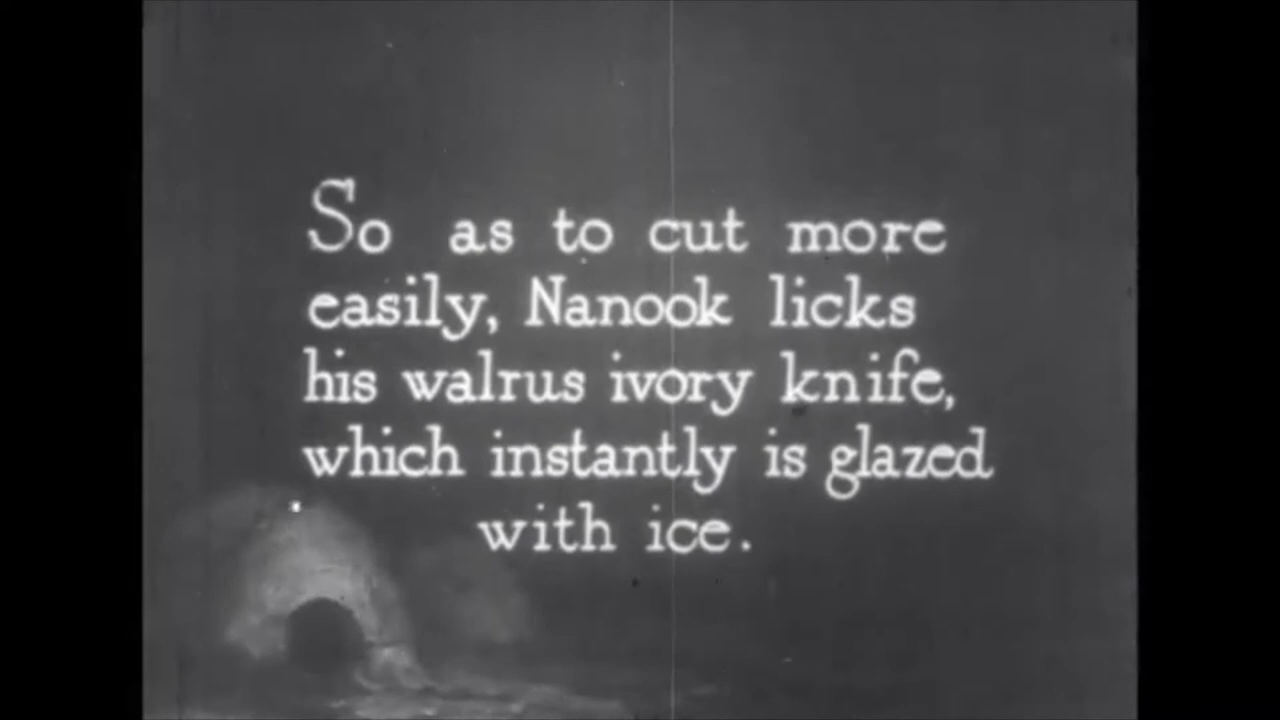 So as to cut more
easily, Nanook licks
his walrus ivory knife,
which instantly is glazed
with ice.